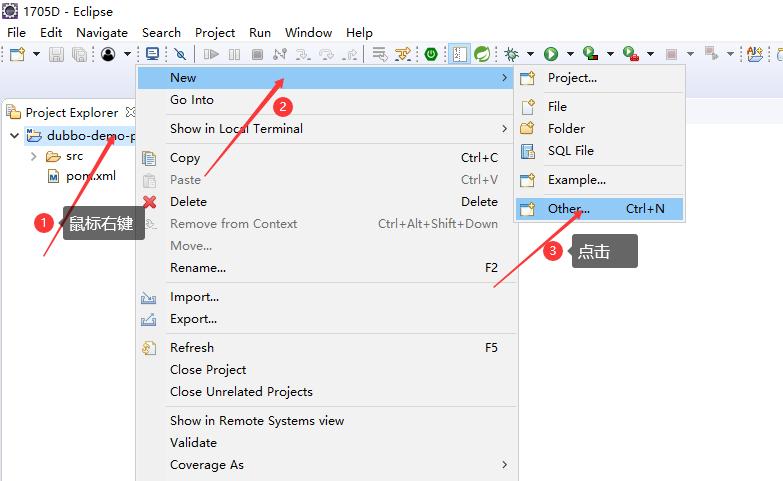 1705D - Eclipse
File Edit Navigate Search Project Run Window Help
Project Explorer
dubbo-demo-p
src
pom.xml
1 鼠标右键
New
Go Into
Show in Local Terminal
Copy Ctrl+C
Paste Ctrl+V
Delete Delete
Remove from Context Ctrl+Alt+Shift+Down
Move...
Rename... F2
Import...
Export...
Refresh F5
Close Project
Close Unrelated Projects
Show in Remote Systems view
Validate
Coverage As
2
Project...
File
Folder
SQL File
Example...
Other... Ctrl+N
3 点击